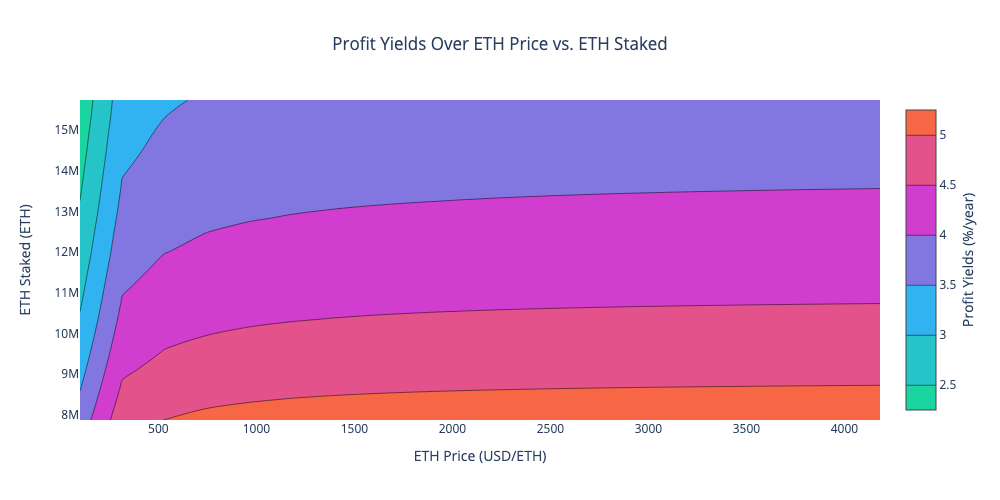 Profit Yields Over ETH Price vs. ETH Staked
15M
14M
13M
12M
11M
10M
9M
8M
ETH Staked (ETH)
500
1000
1500
2000
2500
3000
3500
4000
ETH Price (USD/ETH)
5
4.5
4
3.5
3
2.5
Profit Yields (%/year)